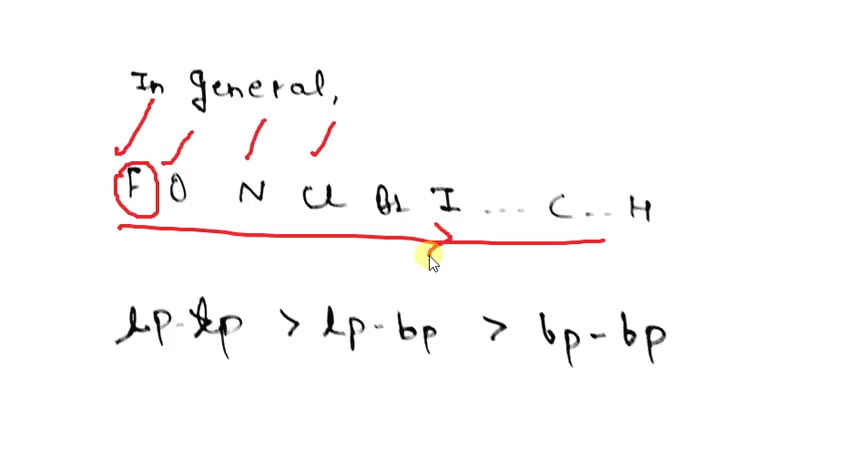 In general,
F O N Cl Br I .... C .. H
lp-lp > lp-bp > bp-bp